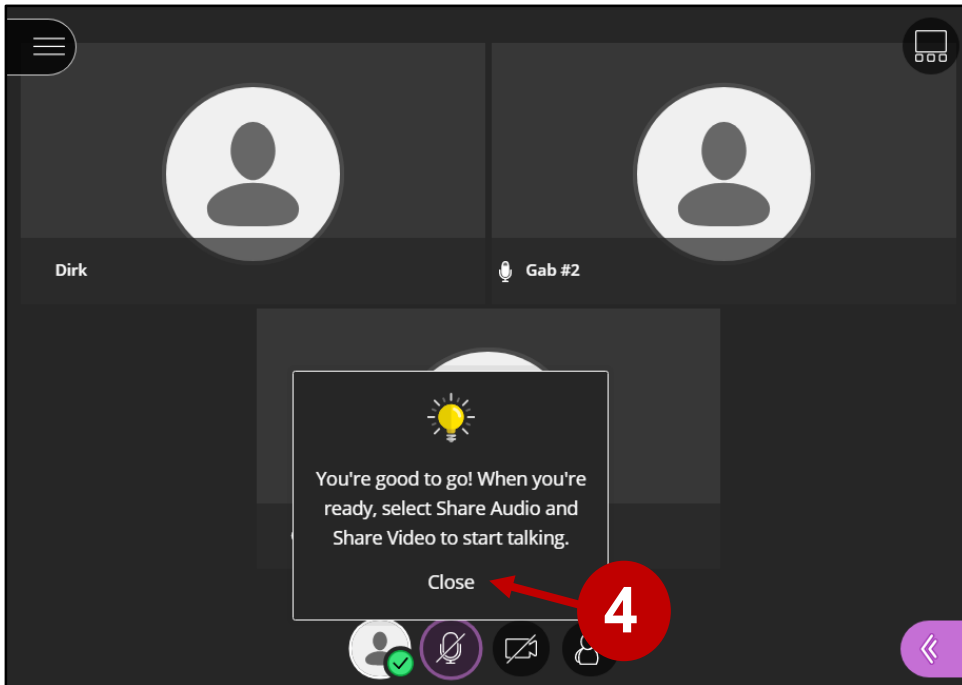 Dirk
Gab #2
You're good to go! When you're
ready, select Share Audio and
Share Video to start talking.
Close
4